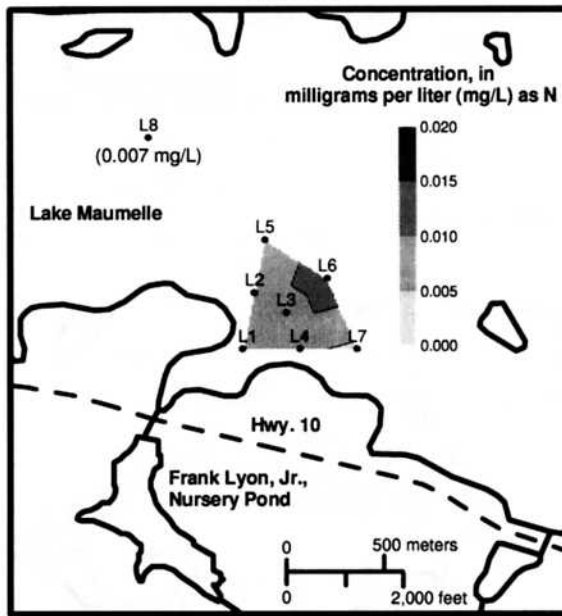 Concentration, in
milligrams per liter (mg/L) as N
0.020
0.015
0.010
0.005
0.000
L8
(0.007 mg/L)
Lake Maumelle
L5
L6
L2
L3
L1
L4
L7
Hwy. 10
Frank Lyon, Jr.,
Nursery Pond
0 500 meters
0 2,000 feet